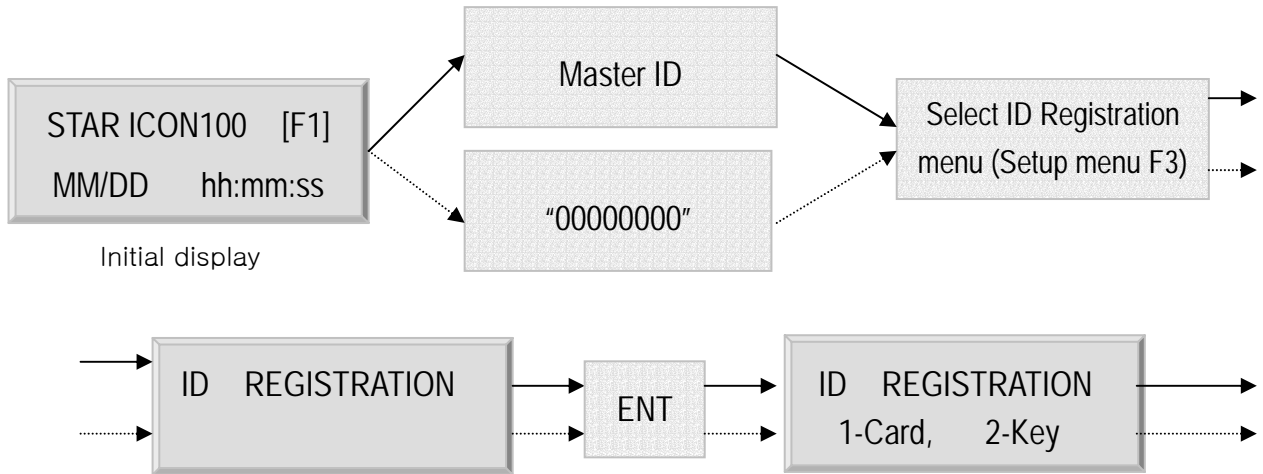 Master ID
STAR ICON100 [F1]
MM/DD hh:mm:ss
Initial display
“00000000”
Select ID Registration
menu (Setup menu F3)
ID REGISTRATION
ENT
ID REGISTRATION
1-Card, 2-Key